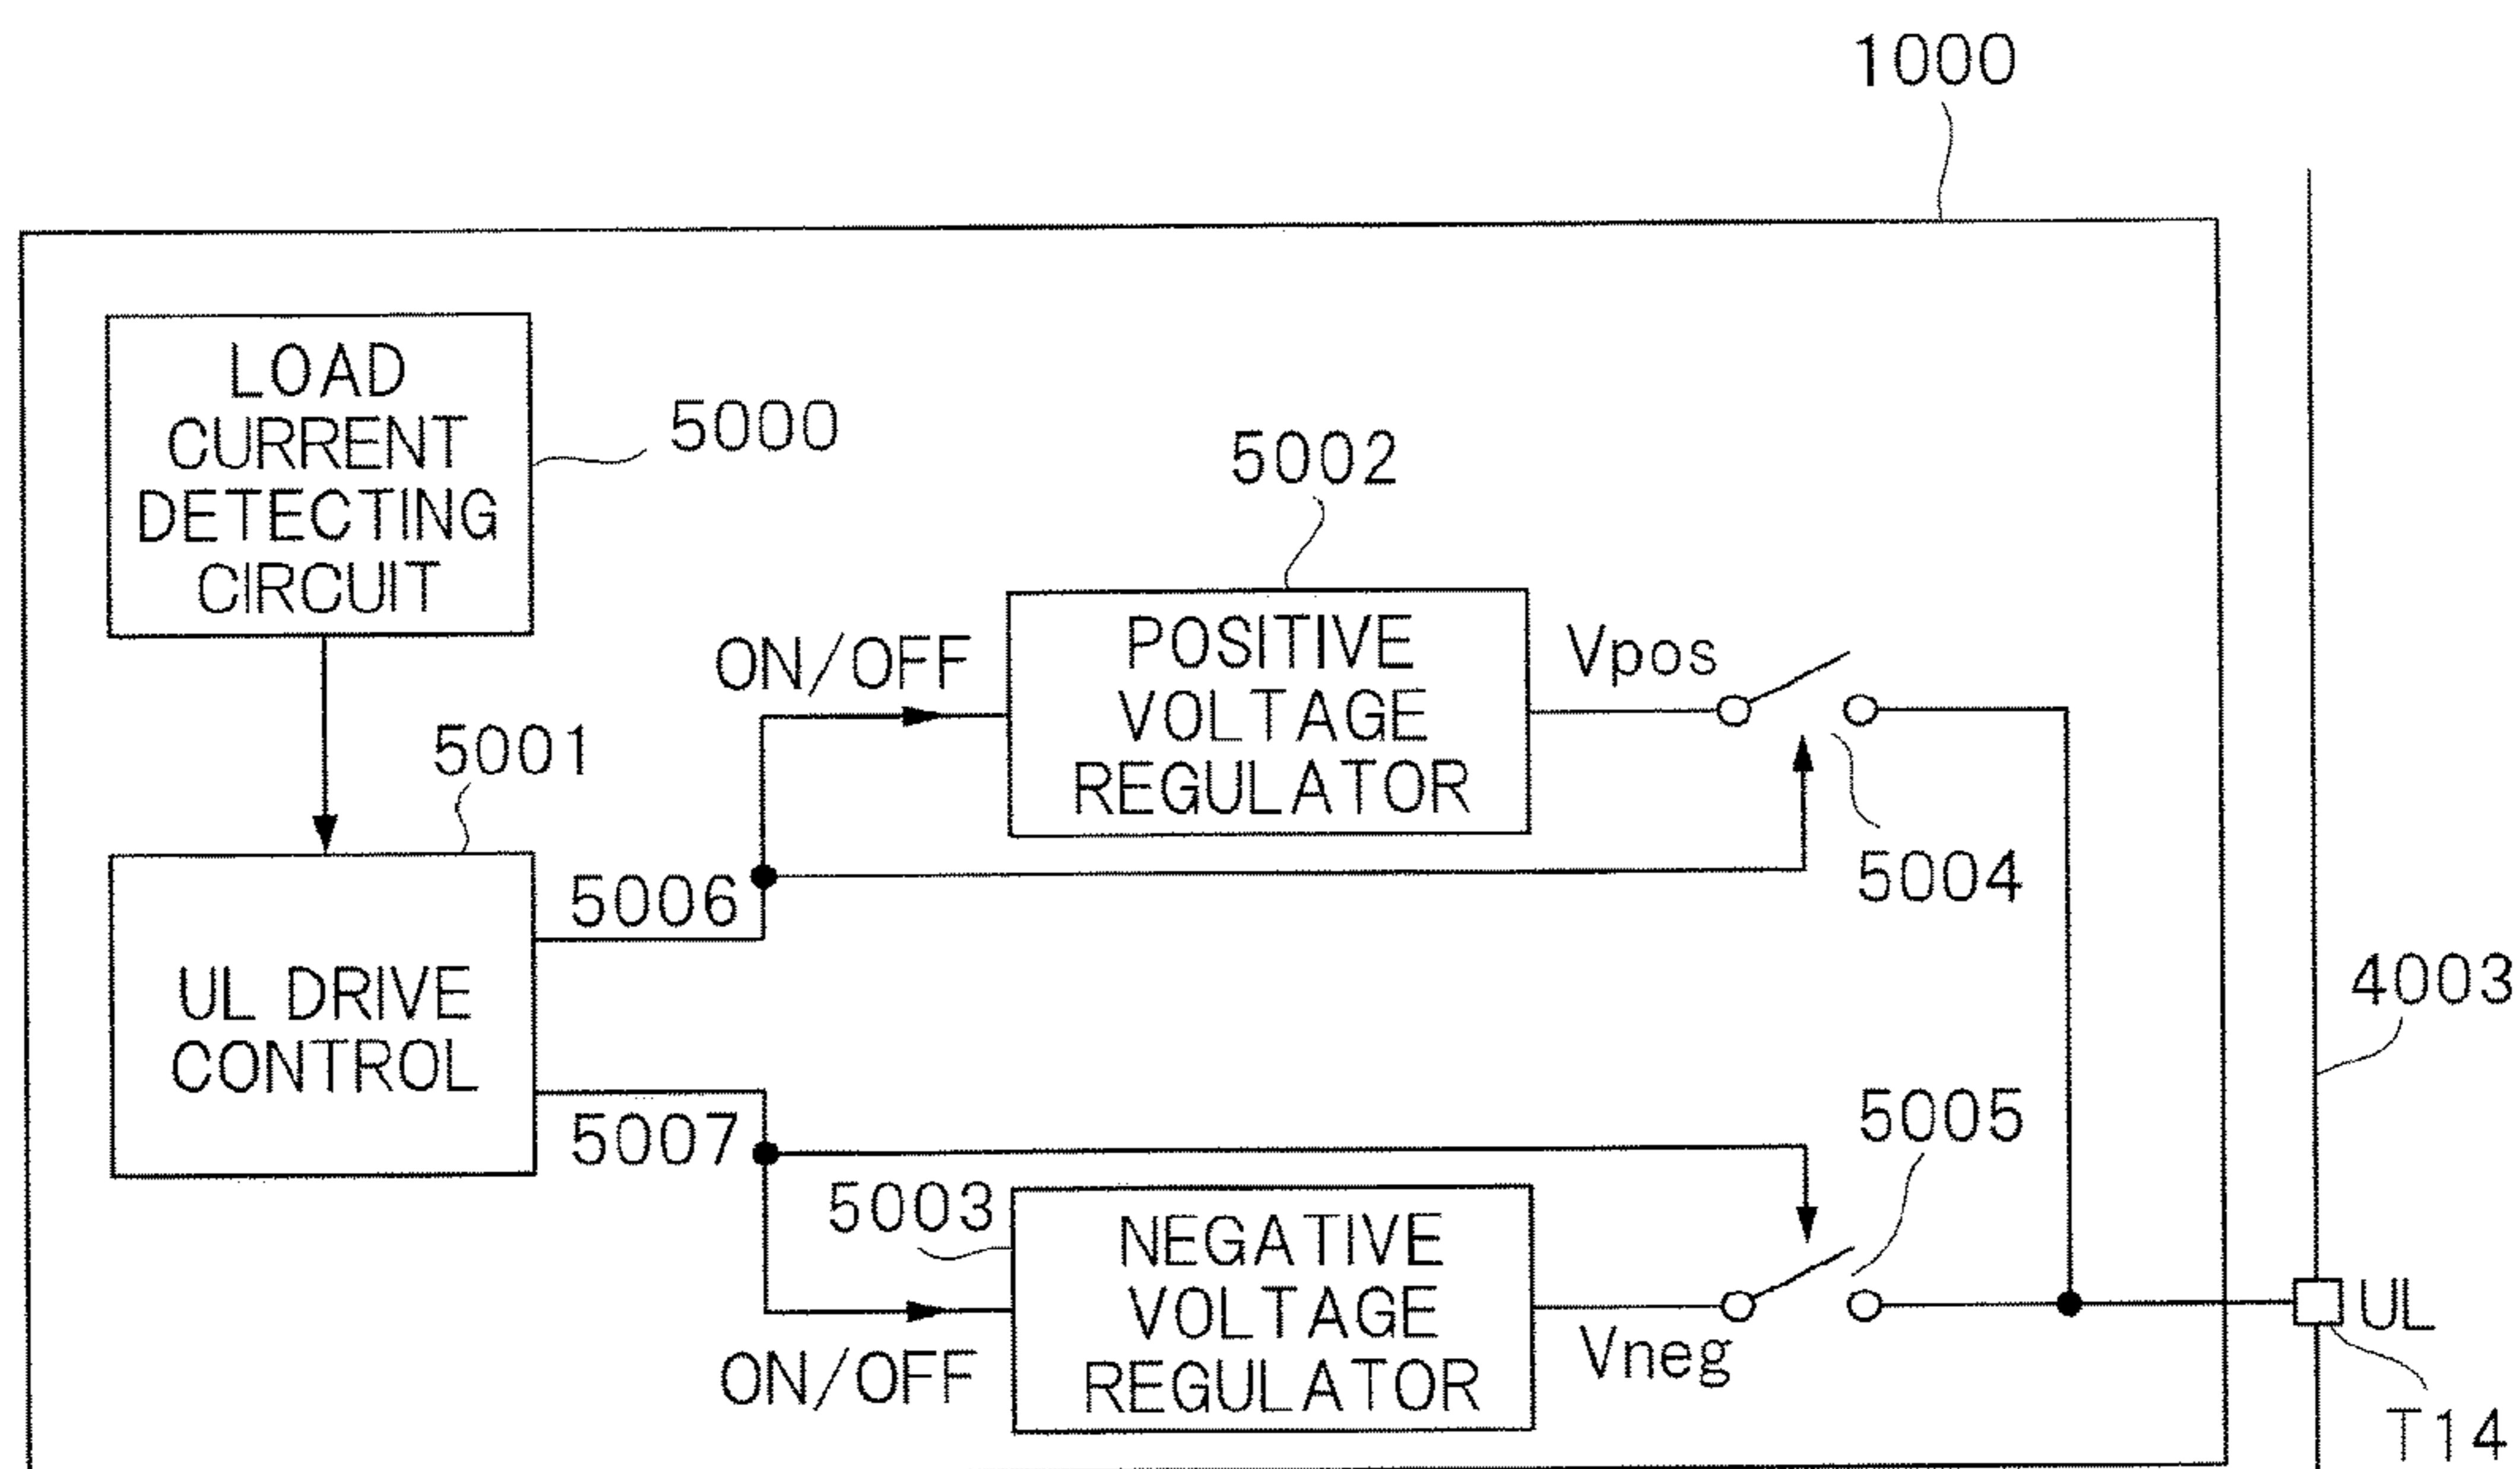 1000
LOAD
CURRENT
DETECTING
CIRCUIT
5000
5002
ON/OFF
POSITIVE
VOLTAGE
REGULATOR
Vpos
5001
5004
5006
UL DRIVE
CONTROL
4003
5007
5005
5003
NEGATIVE
VOLTAGE
REGULATOR
ON/OFF
Vneg
UL
T14